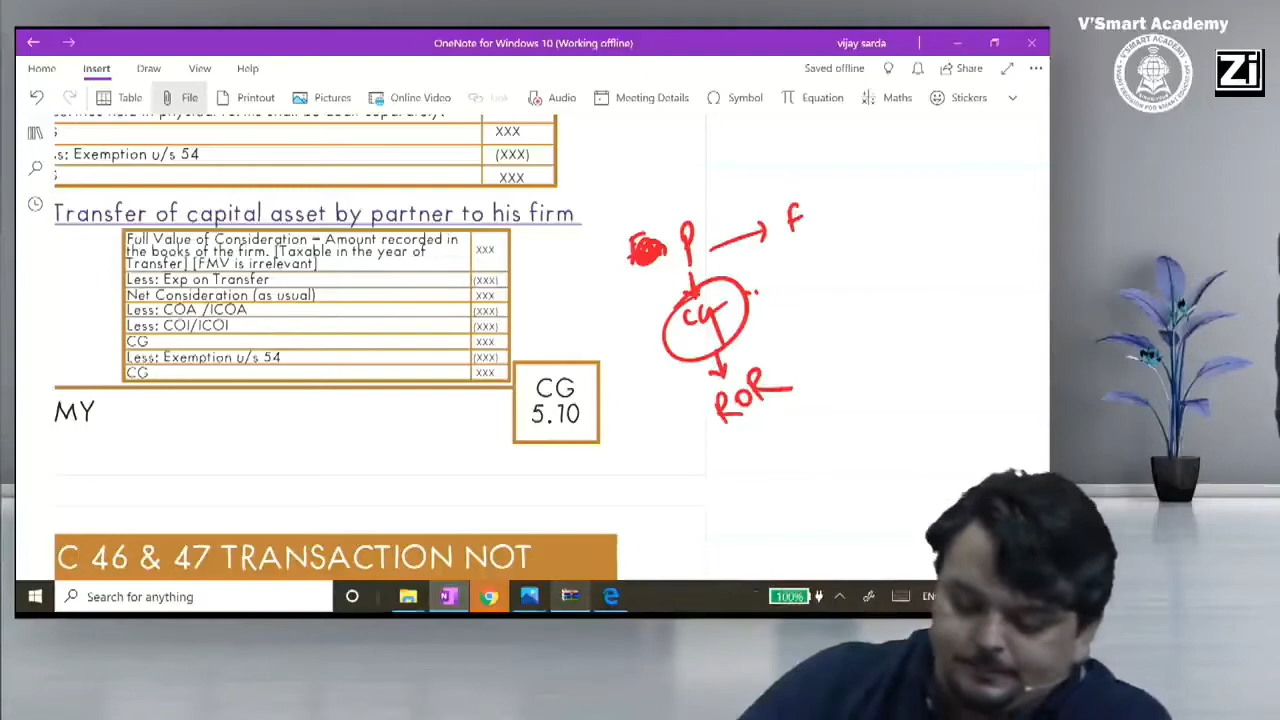 V'Smart Academy
OneNote for Windows 10 (Working offline)
vijay sarda
Home
Insert
Draw
View
Help
Saved offline
Share
Table
File
Printout
Pictures
Online Video
Link
Audio
Meeting Details
Symbol
Equation
Maths
Stickers
Zi
XXX
ss: Exemption u/s 54 (XXX)
XXX
Transfer of capital asset by partner to his firm
Full Value of Consideration – Amount recorded in
the books of the firm. [Taxable in the year of XXX
Transfer] [FMV is irrelevant]
Less: Exp on Transfer (XXX)
Net Consideration (as usual) XXX
Less: COA /ICOA (XXX)
Less: COI/ICOI (XXX)
CG XXX
Less: Exemption u/s 54 (XXX)
CG XXX
P → F
CG
ROR
MY
CG
5.10
C 46 & 47 TRANSACTION NOT
Search for anything
100%
EN